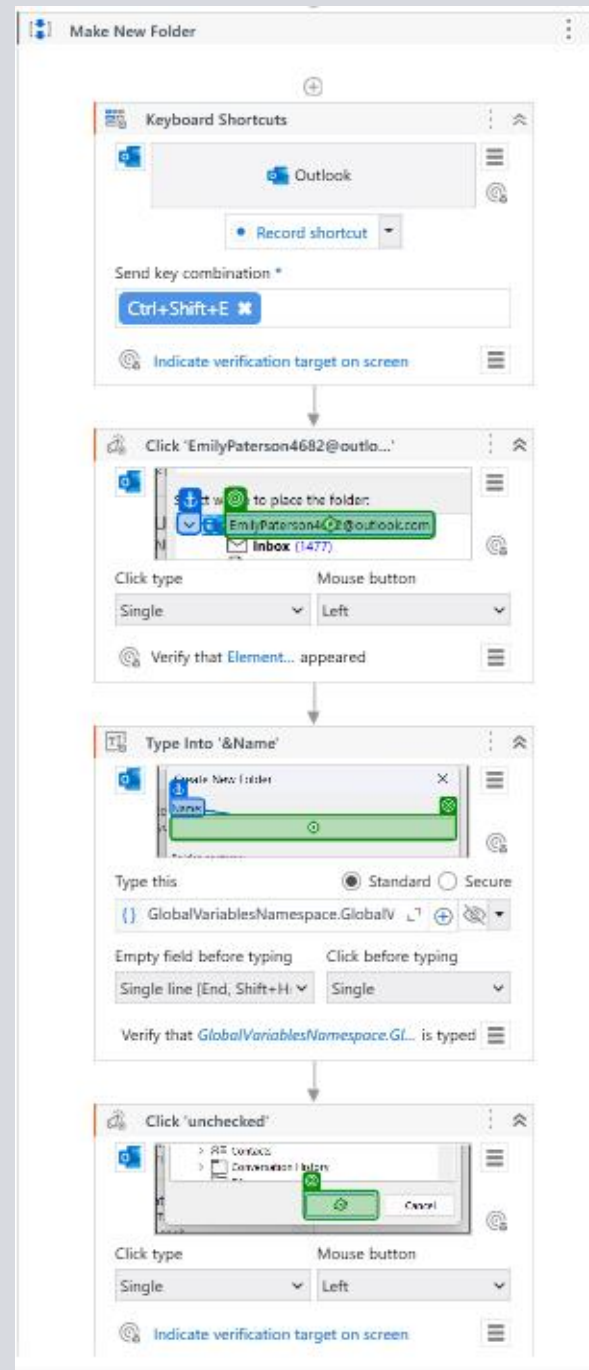 Make New Folder
Keyboard Shortcuts
Outlook
Record shortcut
Send key combination *
Ctrl+Shift+E
Indicate verification target on screen
Click 'EmilyPaterson4682@outlo...'
to place the folder:
EmilyPaterson4682@outlook.com
Inbox (1477)
Click type Mouse button
Single Left
Verify that Element... appeared
Type Into '&Name'
Create New Folder
Name:
Type this Standard Secure
{} GlobalVariablesNamespace.GlobalV
Empty field before typing Click before typing
Single line (End, Shift+H Single
Verify that GlobalVariablesNamespace.Gl... is typed
Click 'unchecked'
Contacts
Conversation History
Cancel
Click type Mouse button
Single Left
Indicate verification target on screen